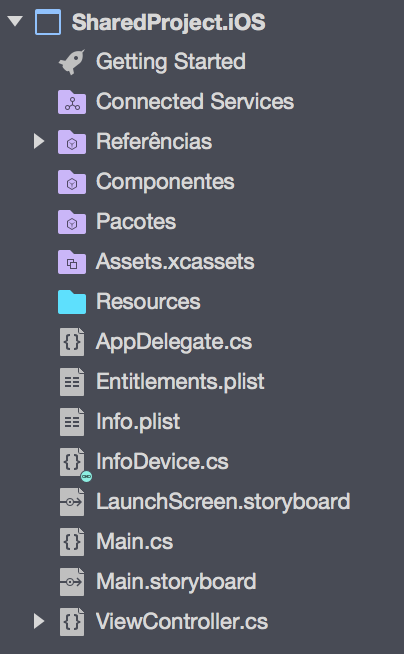 SharedProject.iOS
Getting Started
Connected Services
Referências
Componentes
Pacotes
Assets.xcassets
Resources
AppDelegate.cs
Entitlements.plist
Info.plist
InfoDevice.cs
LaunchScreen.storyboard
Main.cs
Main.storyboard
ViewController.cs